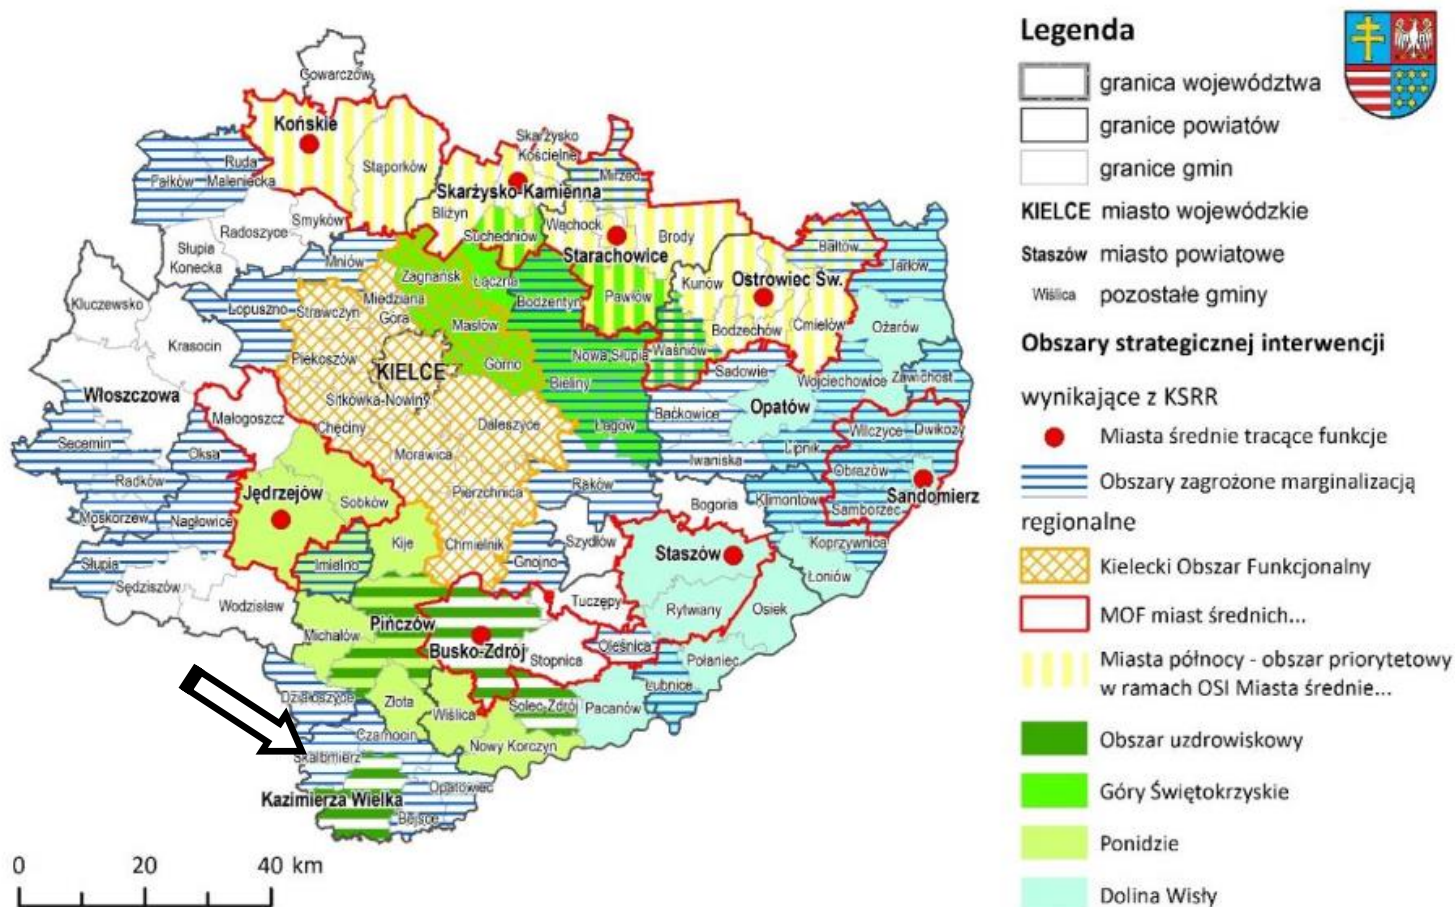 Gowarczów
Końskie
Stąporków
Skarżysko
Kościelne
Ruda
Maleniecka
Fałków
Mirzec
Skarżysko-Kamienna
Bliżyn
Smyków
Radoszyce
Wąchock
Brody
Suchedniów
Starachowice
Słupia
Konecka
Mniów
Bałtów
Tarłów
Zagnańsk
Łączna
Kunów
Ostrowiec Św.
Kluczewsko
Łopuszno
Strawczyn
Miedziana
Góra
Bodzentyn
Pawłów
Masłów
Bodzechów
Ćmielów
Ożarów
Krasocin
Piekoszów
KIELCE
Górno
Nowa Słupia
Waśniów
Sadowie
Wojciechowice
Zawichost
Bieliny
Włoszczowa
Sitkówka-Nowiny
Opatów
Małogoszcz
Chęciny
Daleszyce
Łagów
Baćkowice
Wilczyce
Dwikozy
Secemin
Oksa
Morawica
Lipnik
Iwaniska
Obrazów
Radków
Jędrzejów
Sobków
Pierzchnica
Raków
Bogoria
Klimontów
Sandomierz
Samborzec
Moskorzew
Nagłowice
Kije
Chmielnik
Szydłów
Staszów
Koprzywnica
Słupia
Imielno
Gnojno
Łoniów
Sędziszów
Wodzisław
Tuczępy
Rytwiany
Osiek
Michałów
Pińczów
Busko-Zdrój
Stopnica
Oleśnica
Połaniec
Działoszyce
Złota
Wiślica
Solec-Zdrój
Pacanów
Łubnice
Czarnocin
Nowy Korczyn
Skalbmierz
Kazimierza Wielka
Opatowiec
Bejsce
0 20 40 km
Legenda
granica województwa
granice powiatów
granice gmin
KIELCE miasto wojewódzkie
Staszów miasto powiatowe
Wiślica pozostałe gminy
Obszary strategicznej interwencji
wynikające z KSRR
Miasta średnie tracące funkcje
Obszary zagrożone marginalizacją
regionalne
Kielecki Obszar Funkcjonalny
MOF miast średnich...
Miasta północy - obszar priorytetowy
w ramach OSI Miasta średnie...
Obszar uzdrowiskowy
Góry Świętokrzyskie
Ponidzie
Dolina Wisły